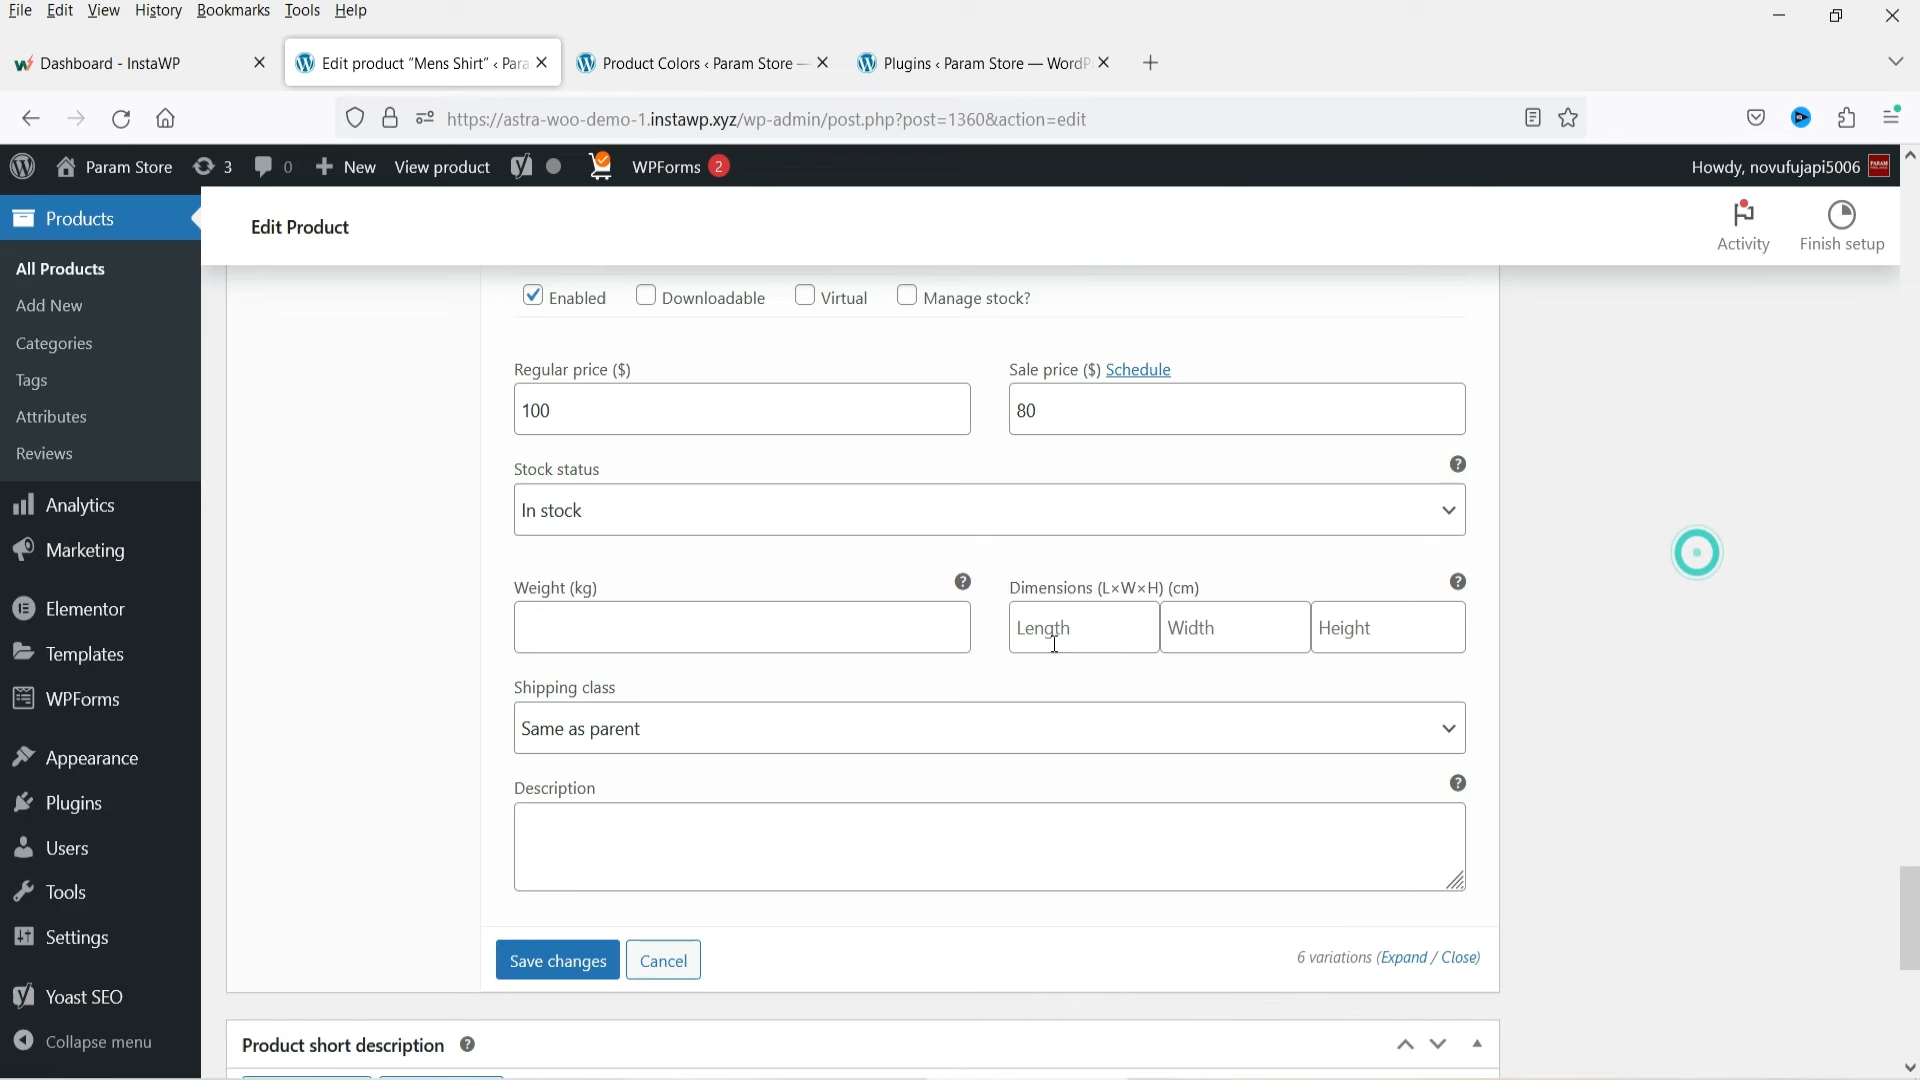 File Edit View History Bookmarks Tools Help
Dashboard - InstaWP
Edit product “Mens Shirt” ‹ Para
Product Colors ‹ Param Store —
Plugins ‹ Param Store — WordP
https://astra-woo-demo-1.instawp.xyz/wp-admin/post.php?post=1360&action=edit
Param Store 3 0 New View product WPForms 2 Howdy, novufujapi5006
Products
All Products
Add New
Categories
Tags
Attributes
Reviews
Analytics
Marketing
Elementor
Templates
WPForms
Appearance
Plugins
Users
Tools
Settings
Yoast SEO
Collapse menu
Edit Product
Activity
Finish setup
Enabled Downloadable Virtual Manage stock?
Regular price ($)
100
Sale price ($) Schedule
80
Stock status
In stock
Weight (kg)
Dimensions (L×W×H) (cm)
Length Width Height
Shipping class
Same as parent
Description
Save changes Cancel
6 variations (Expand / Close)
Product short description